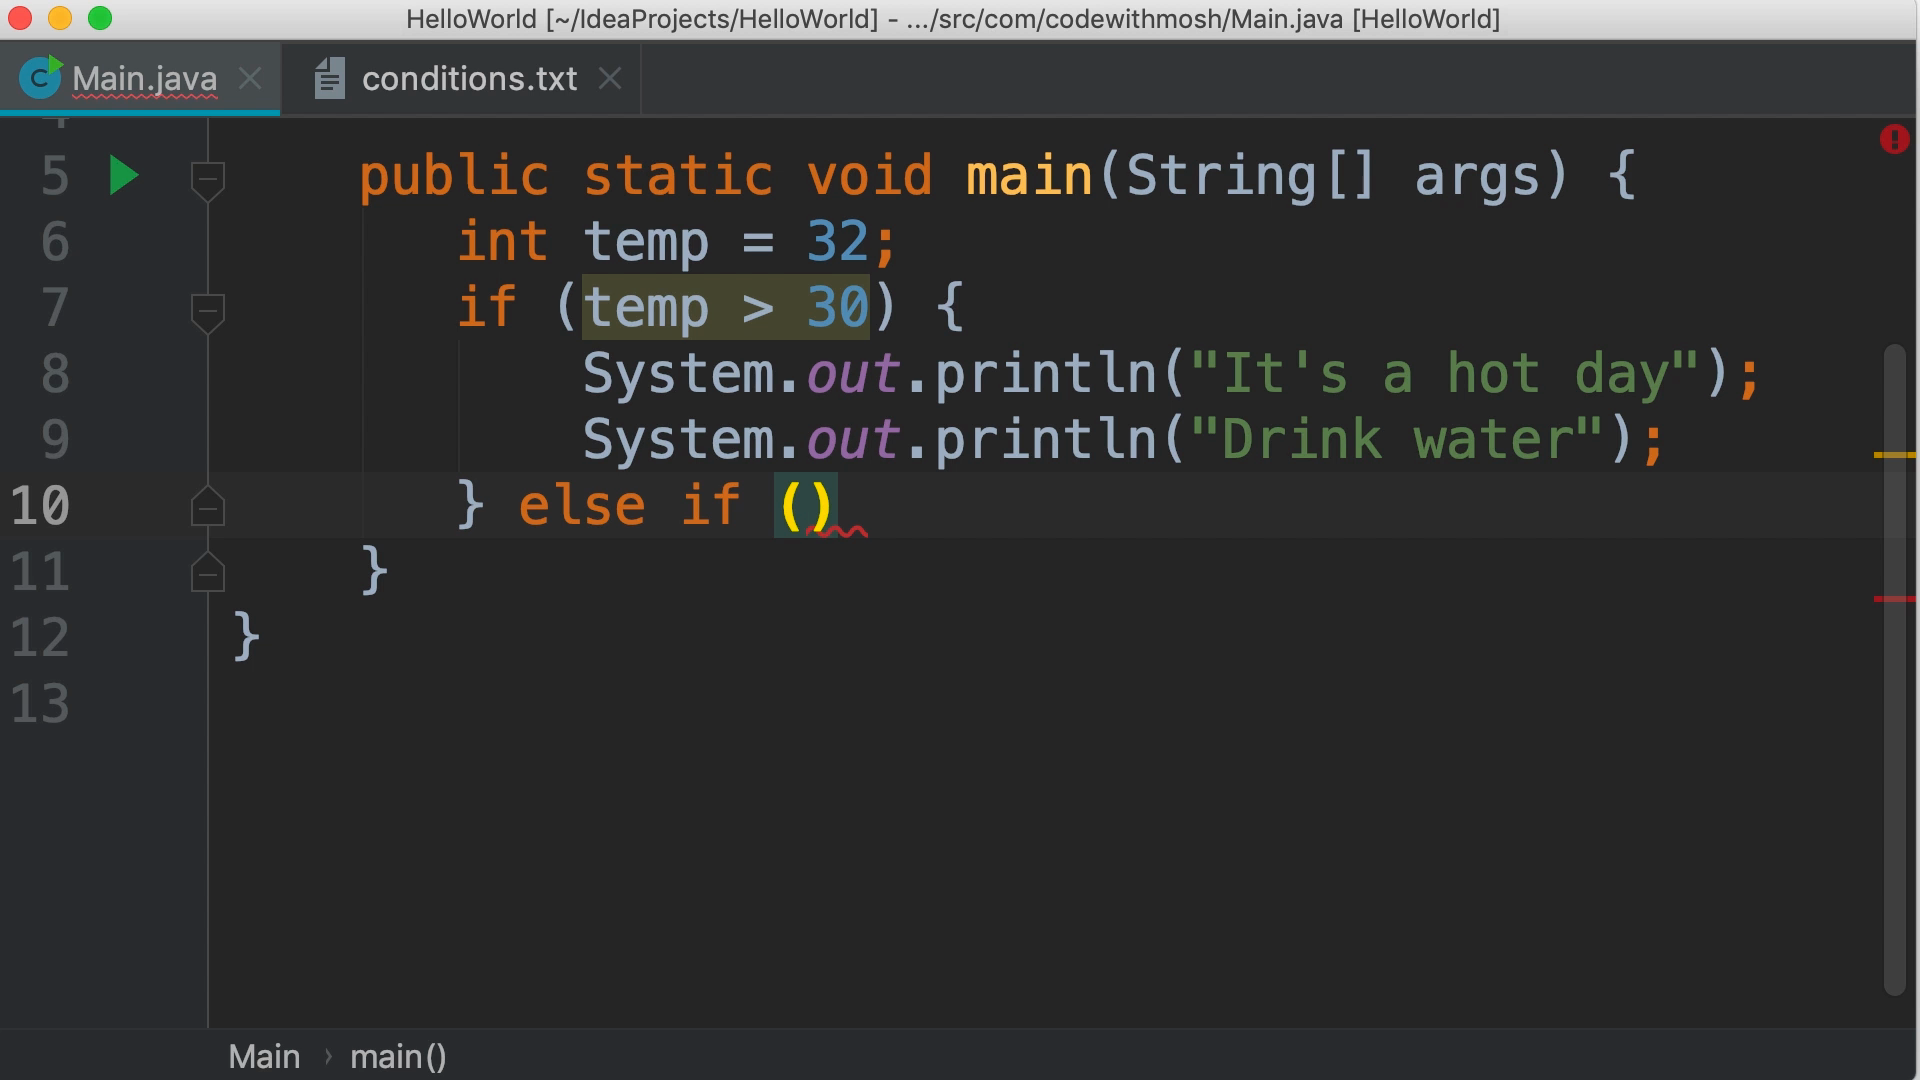 HelloWorld [~/IdeaProjects/HelloWorld] - .../src/com/codewithmosh/Main.java [HelloWorld]
Main.java conditions.txt
5 public static void main(String[] args) {
6 int temp = 32;
7 if (temp > 30) {
8 System.out.println("It's a hot day");
9 System.out.println("Drink water");
10 } else if ()
11 }
12 }
13
Main › main()